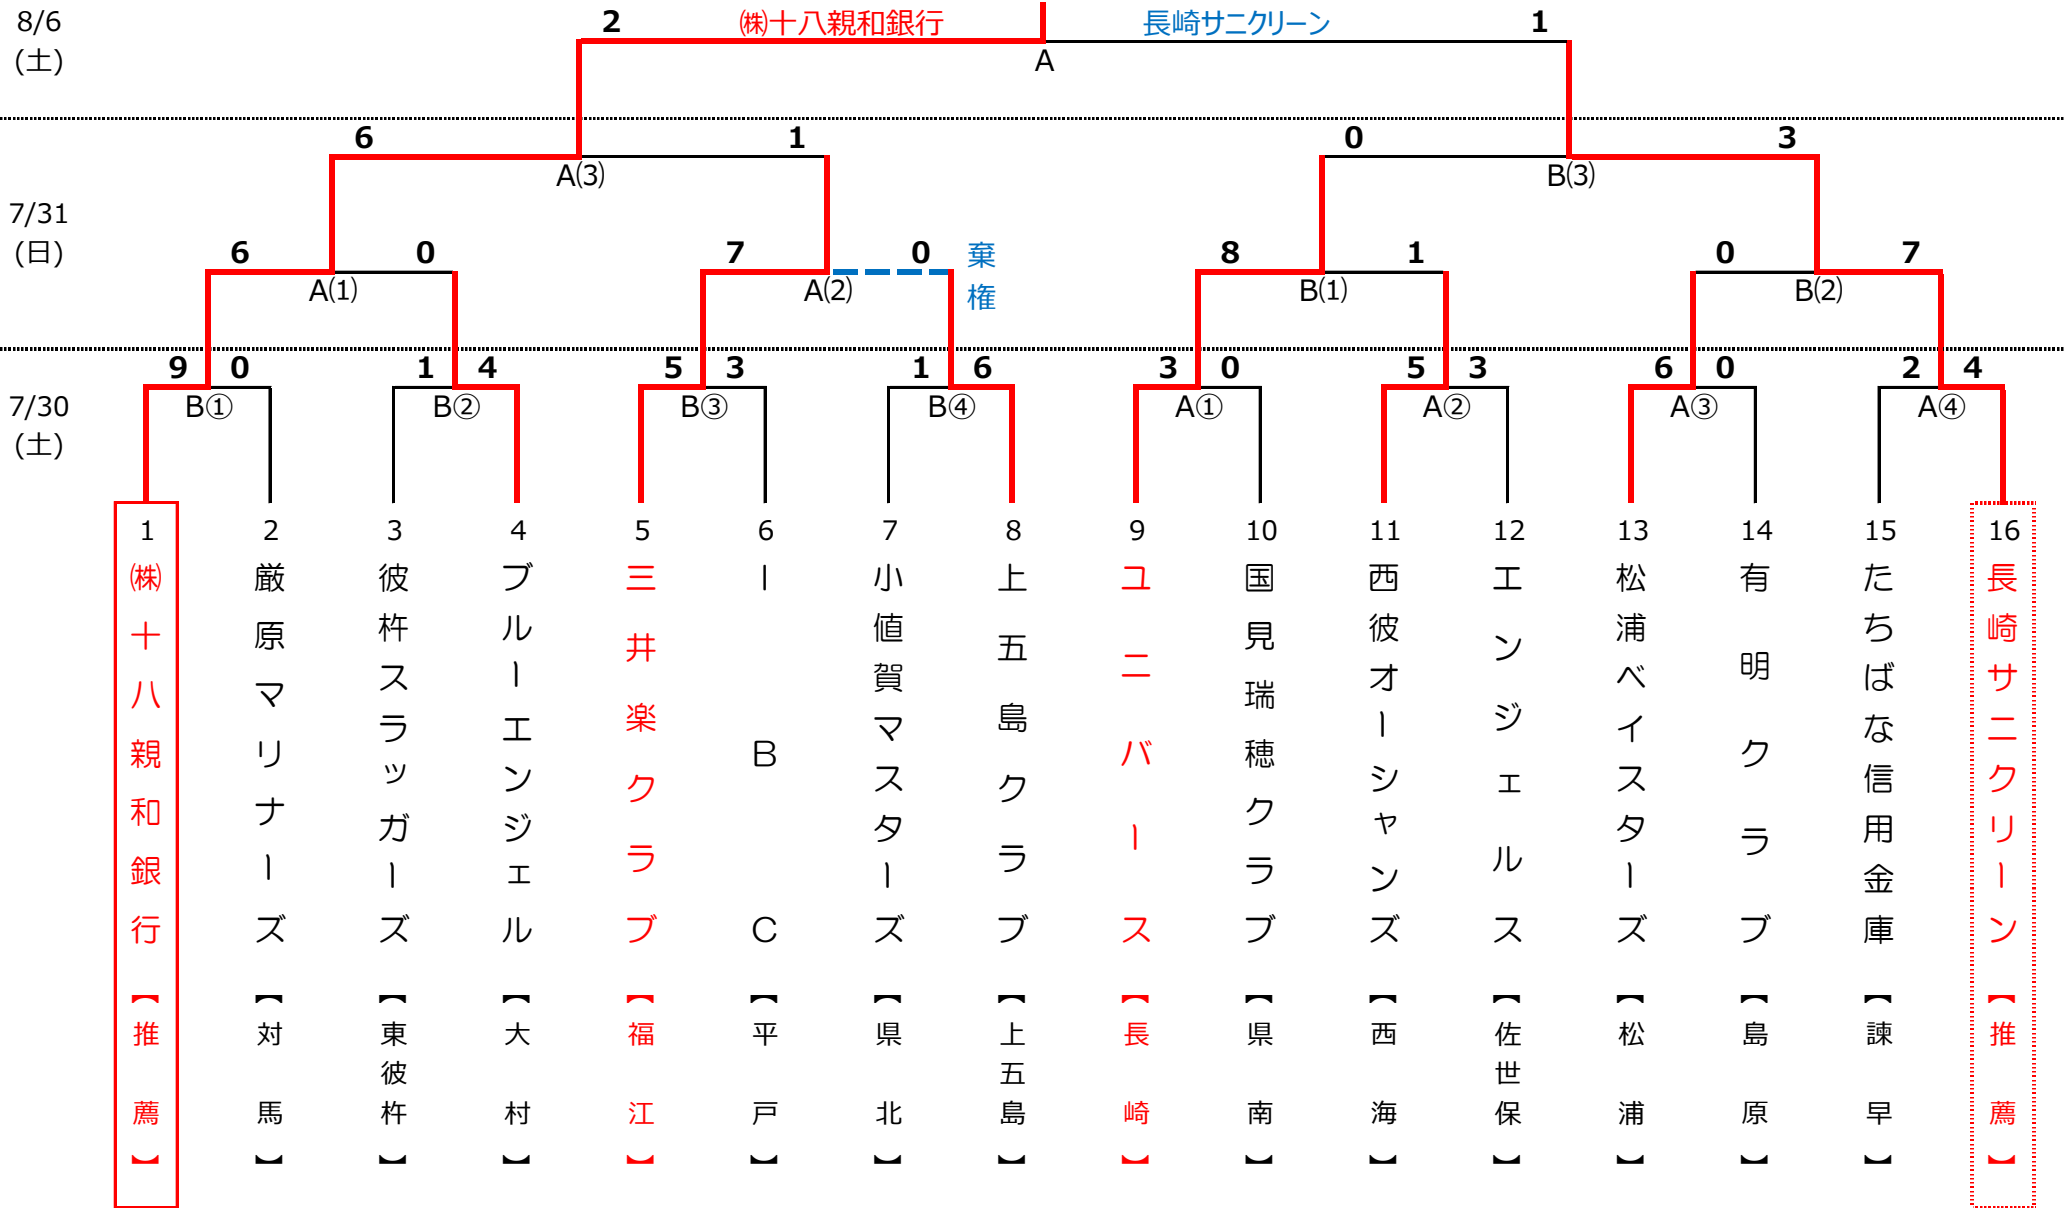 8/6
(土)
2 ㈱十八親和銀行 長崎サニクリーン 1
A
6 1 0 3
A⑶ B⑶
7/31
(日)
6 0 7 0 棄権 8 1 0 7
A⑴ A⑵ B⑴ B⑵
9 0 1 4 5 3 1 6 3 0 5 3 6 0 2 4
7/30
(土)
B① B② B③ B④ A① A② A③ A④
1 ㈱十八親和銀行【推薦】
2 厳原マリナーズ【対馬】
3 彼杵スラッガーズ【東彼杵】
4 ブルーエンジェル【大村】
5 三井楽クラブ【福江】
6 ーBC【平戸】
7 小値賀マスターズ【県北】
8 上五島クラブ【上五島】
9 ユニバース【長崎】
10 国見瑞穂クラブ【県南】
11 西彼オーシャンズ【西海】
12 エンジェルス【佐世保】
13 松浦ベイスターズ【松浦】
14 有明クラブ【島原】
15 たちばな信用金庫【諫早】
16 長崎サニクリーン【推薦】